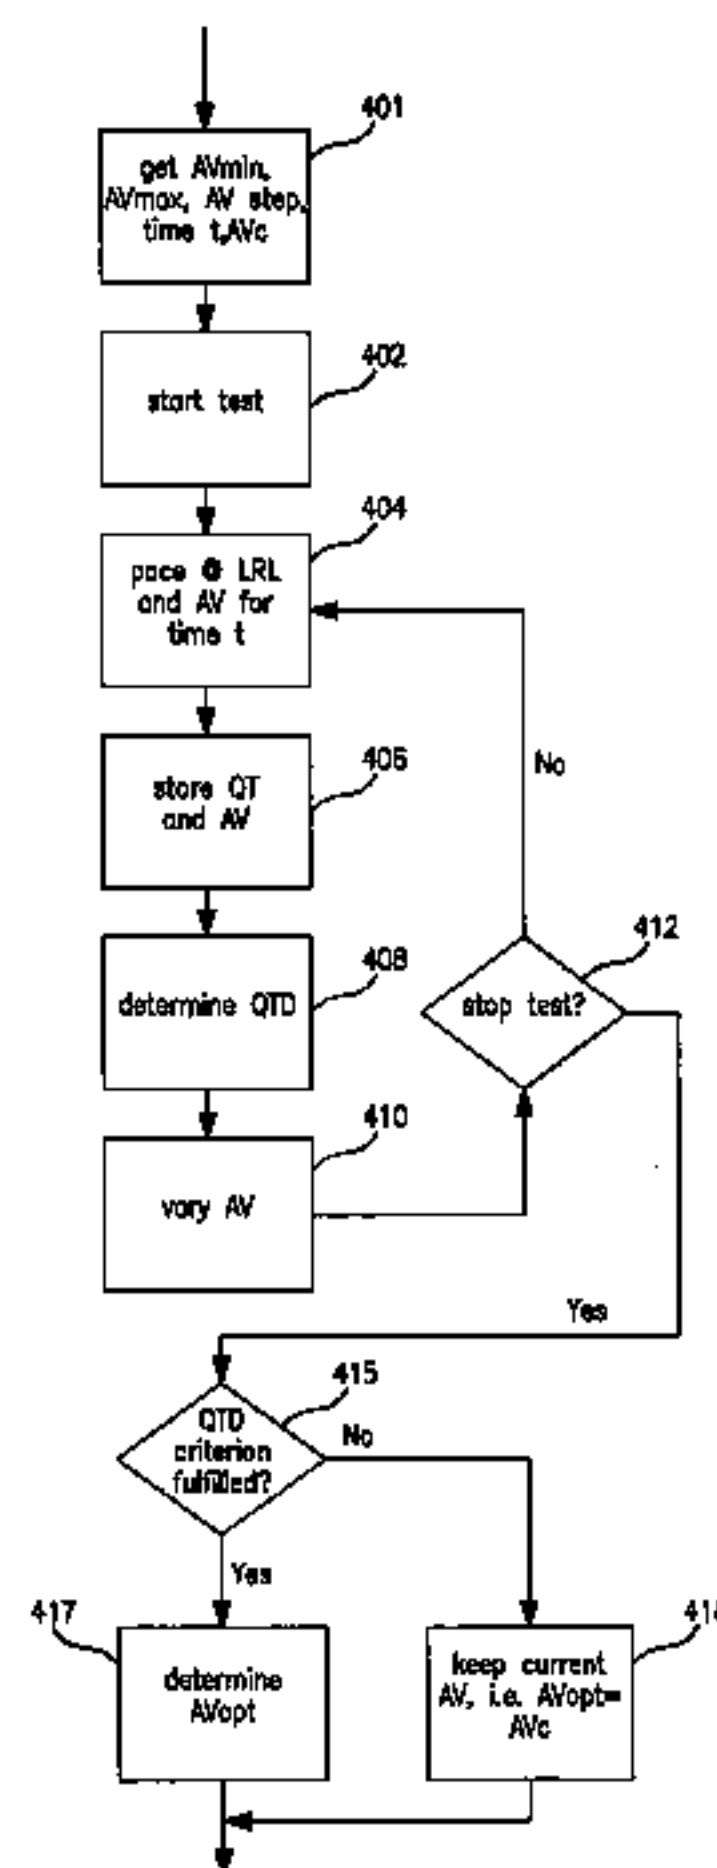 401
get AVmin,
AVmax, AV step,
time t,AVc
402
start test
404
pace @ LRL
and AV for
time t
406
store QT
and AV
No
408
determine QTD
412
stop test?
410
vary AV
Yes
415
QTD
criterion
fulfilled?
No
Yes
417
determine
AVopt
keep current
AV, i.e. AVopt=
AVc